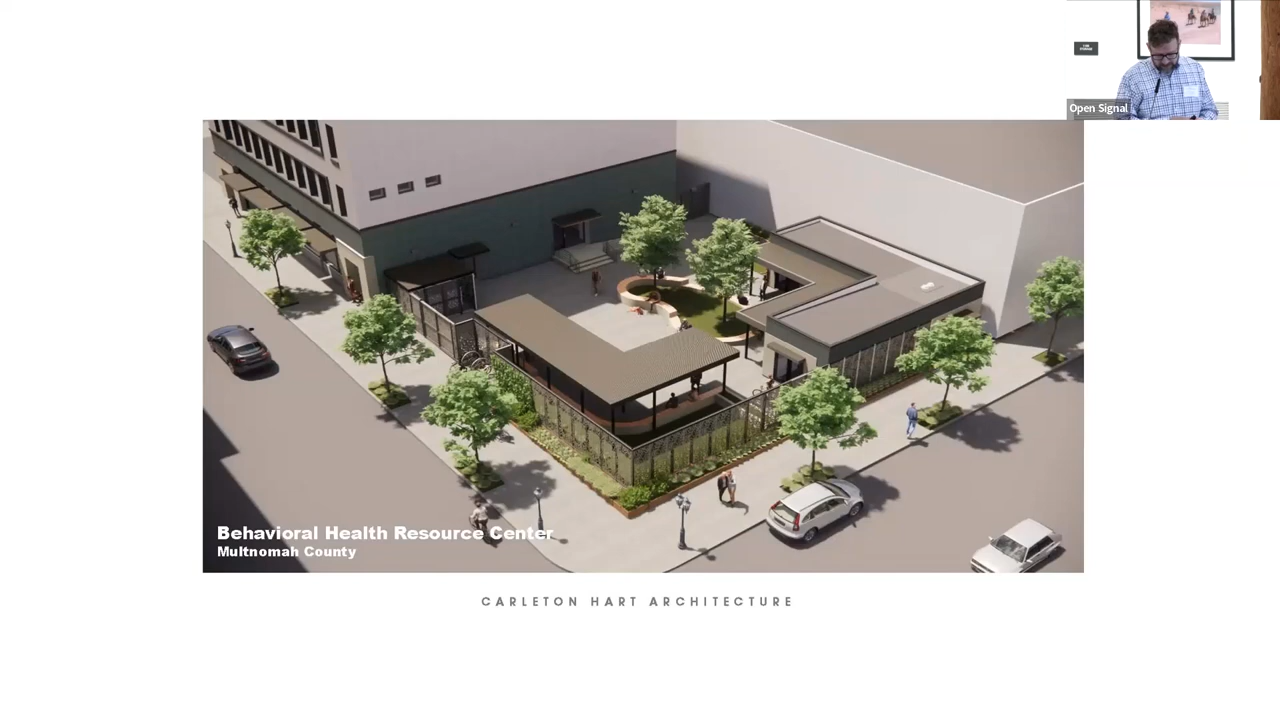 Open Signal
Behavioral Health Resource Center
Multnomah County
CARLETON HART ARCHITECTURE